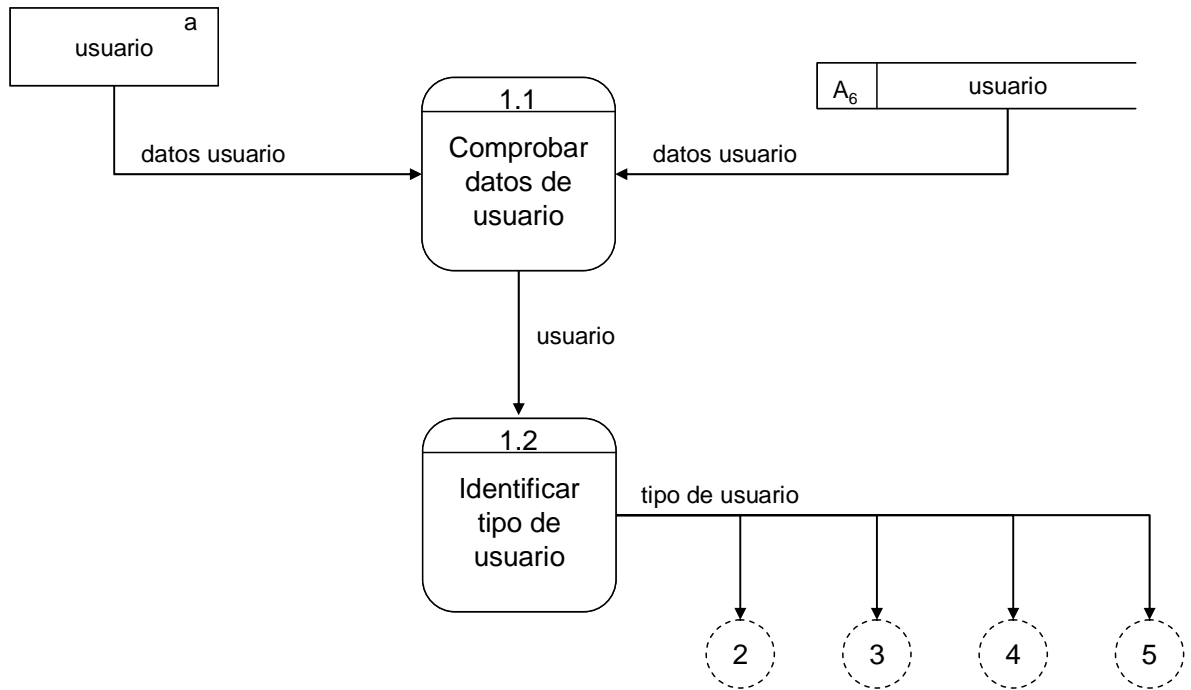 a
usuario
A₆ usuario
1.1
Comprobar
datos de
usuario
datos usuario
datos usuario
usuario
1.2
Identificar
tipo de
usuario
tipo de usuario
2 3 4 5